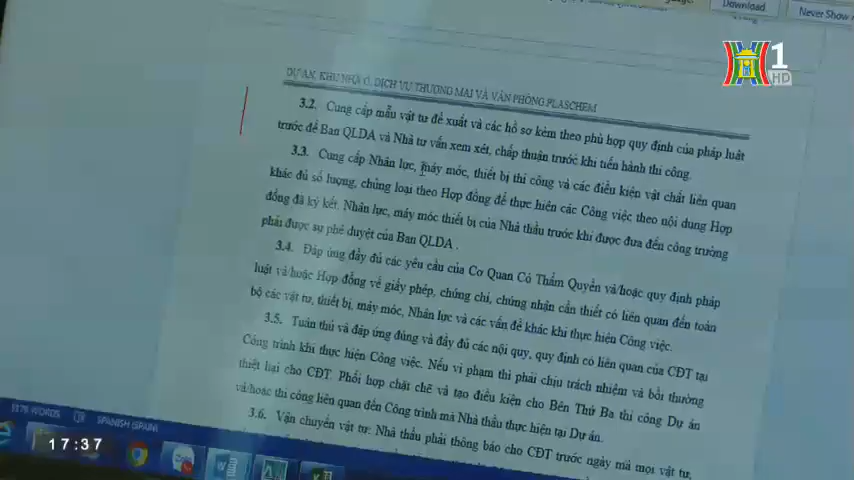 Download
Never Show
1
HD
DỰ ÁN: KHU NHÀ Ở, DỊCH VỤ THƯƠNG MẠI VÀ VĂN PHÒNG PLASCHEM
3.2. Cung cấp mẫu vật tư đề xuất và các hồ sơ kèm theo phù hợp quy định của pháp luật
trước để Ban QLDA và Nhà tư vấn xem xét, chấp thuận trước khi tiến hành thi công.
3.3. Cung cấp Nhân lực, máy móc, thiết bị thi công và các điều kiện vật chất liên quan
khác đủ số lượng, chủng loại theo Hợp đồng để thực hiện các Công việc theo nội dung Hợp
đồng đã ký kết. Nhân lực, máy móc thiết bị của Nhà thầu trước khi được đưa đến công trường
phải được sự phê duyệt của Ban QLDA .
3.4. Đáp ứng đầy đủ các yêu cầu của Cơ Quan Có Thẩm Quyền và/hoặc quy định pháp
luật và/hoặc Hợp đồng về giấy phép, chứng chỉ, chứng nhận cần thiết có liên quan đến toàn
bộ các vật tư, thiết bị, máy móc, Nhân lực và các vấn đề khác khi thực hiện Công việc.
3.5. Tuân thủ và đáp ứng đúng và đầy đủ các nội quy, quy định có liên quan của CĐT tại
Công trình khi thực hiện Công việc. Nếu vi phạm thì phải chịu trách nhiệm và bồi thường
thiệt hại cho CĐT. Phối hợp chặt chẽ và tạo điều kiện cho Bên Thứ Ba thi công Dự án
và/hoặc thi công liên quan đến Công trình mà Nhà thầu thực hiện tại Dự án.
3.6. Vận chuyển vật tư: Nhà thầu phải thông báo cho CĐT trước ngày mà mọi vật tư,
WORDS
SPANISH (SPAIN)
17:37
Zalo